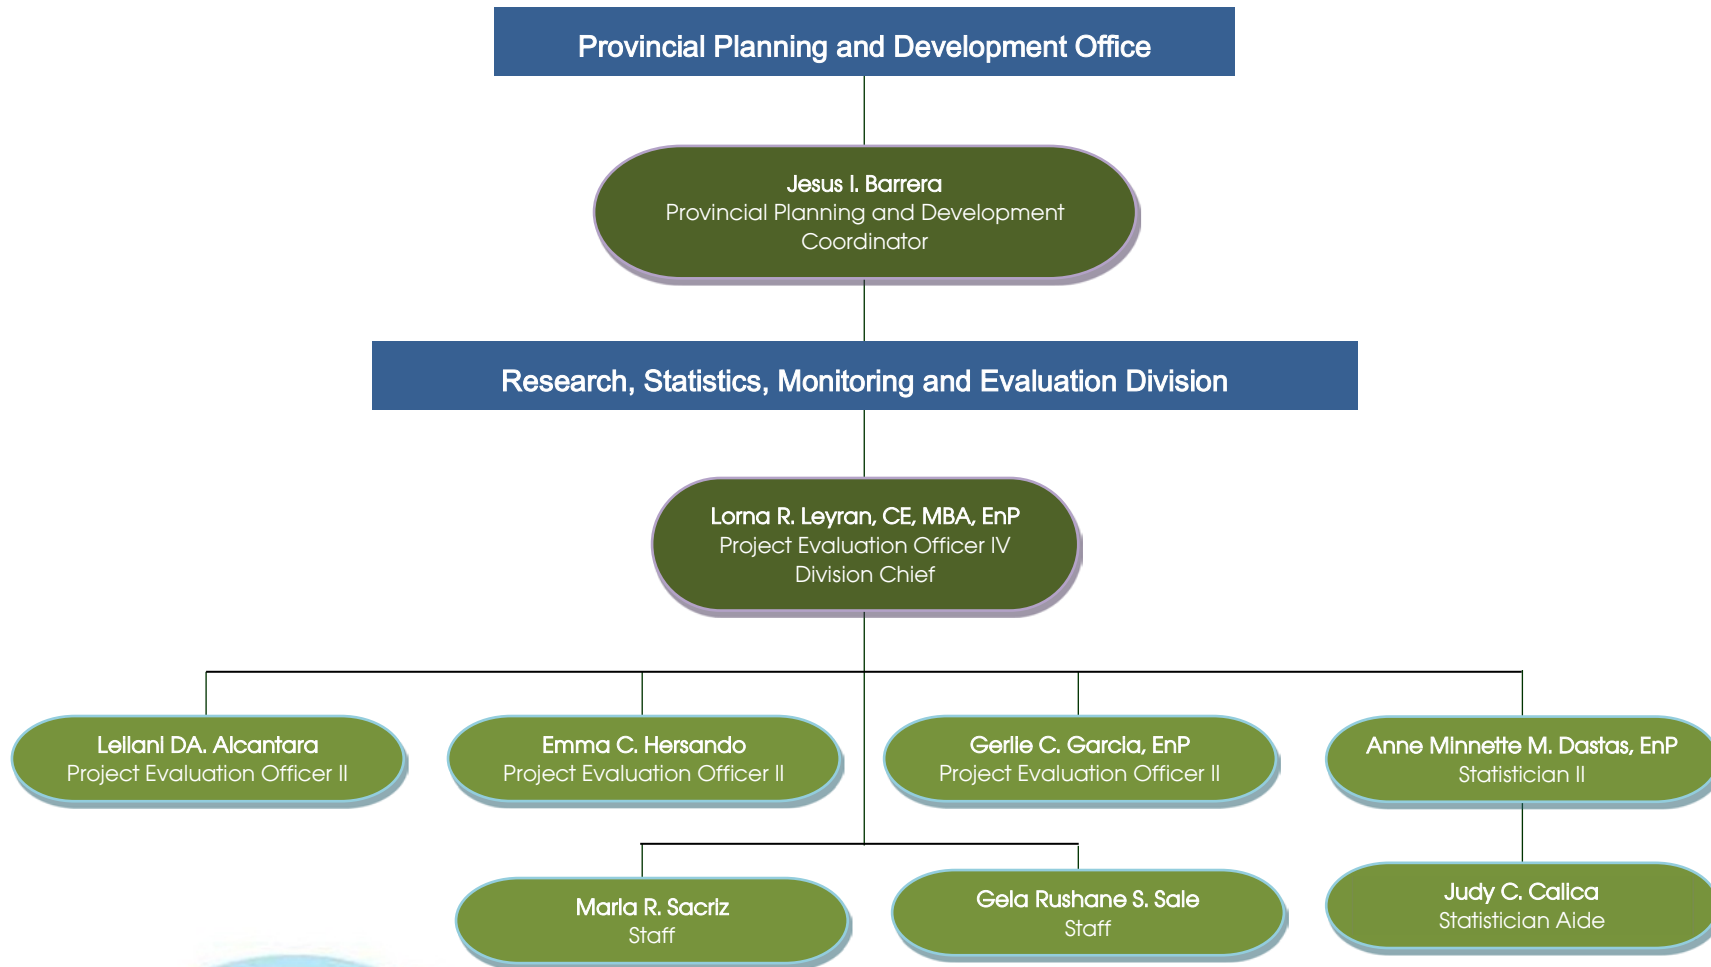 Provincial Planning and Development Office
Jesus I. Barrera
Provincial Planning and Development
Coordinator
Research, Statistics, Monitoring and Evaluation Division
Lorna R. Leyran, CE, MBA, EnP
Project Evaluation Officer IV
Division Chief
Leilani DA. Alcantara
Project Evaluation Officer II
Emma C. Hersando
Project Evaluation Officer II
Gerlie C. Garcia, EnP
Project Evaluation Officer II
Anne Minnette M. Dastas, EnP
Statistician II
Maria R. Sacriz
Staff
Gela Rushane S. Sale
Staff
Judy C. Calica
Statistician Aide